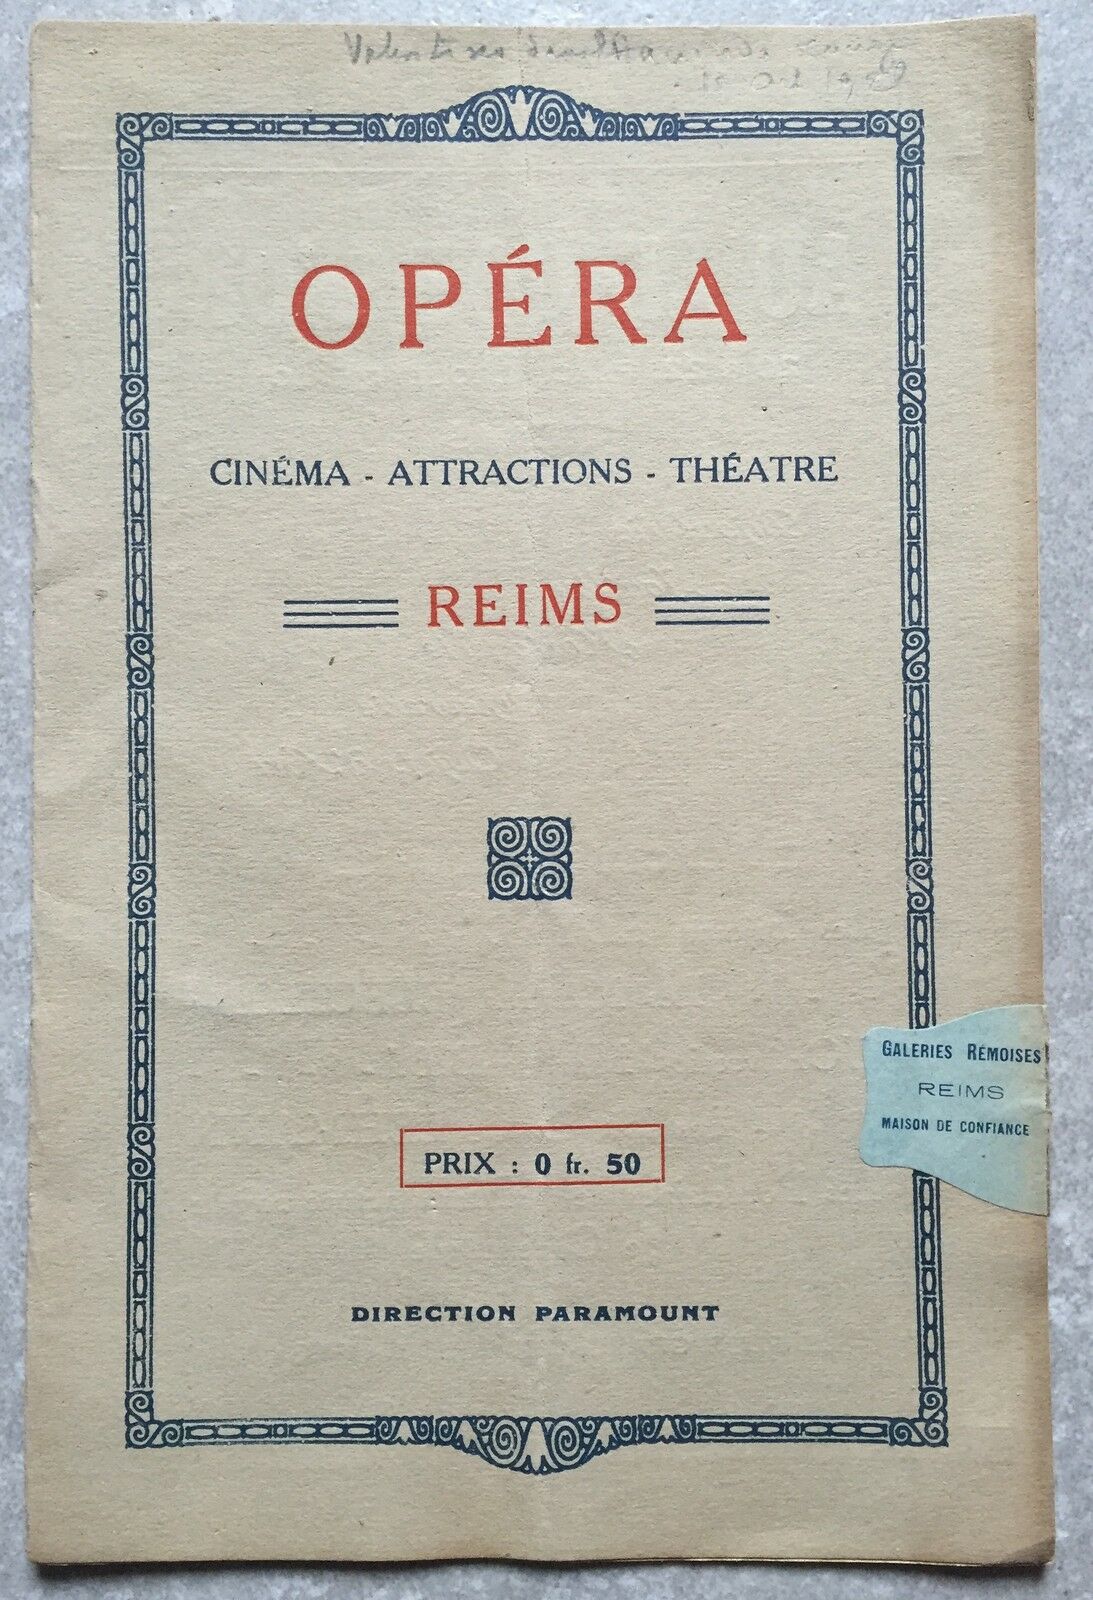 OPÉRA
CINÉMA - ATTRACTIONS - THÉATRE
REIMS
GALERIES RÉMOISES
REIMS
MAISON DE CONFIANCE
PRIX : 0 fr. 50
DIRECTION PARAMOUNT